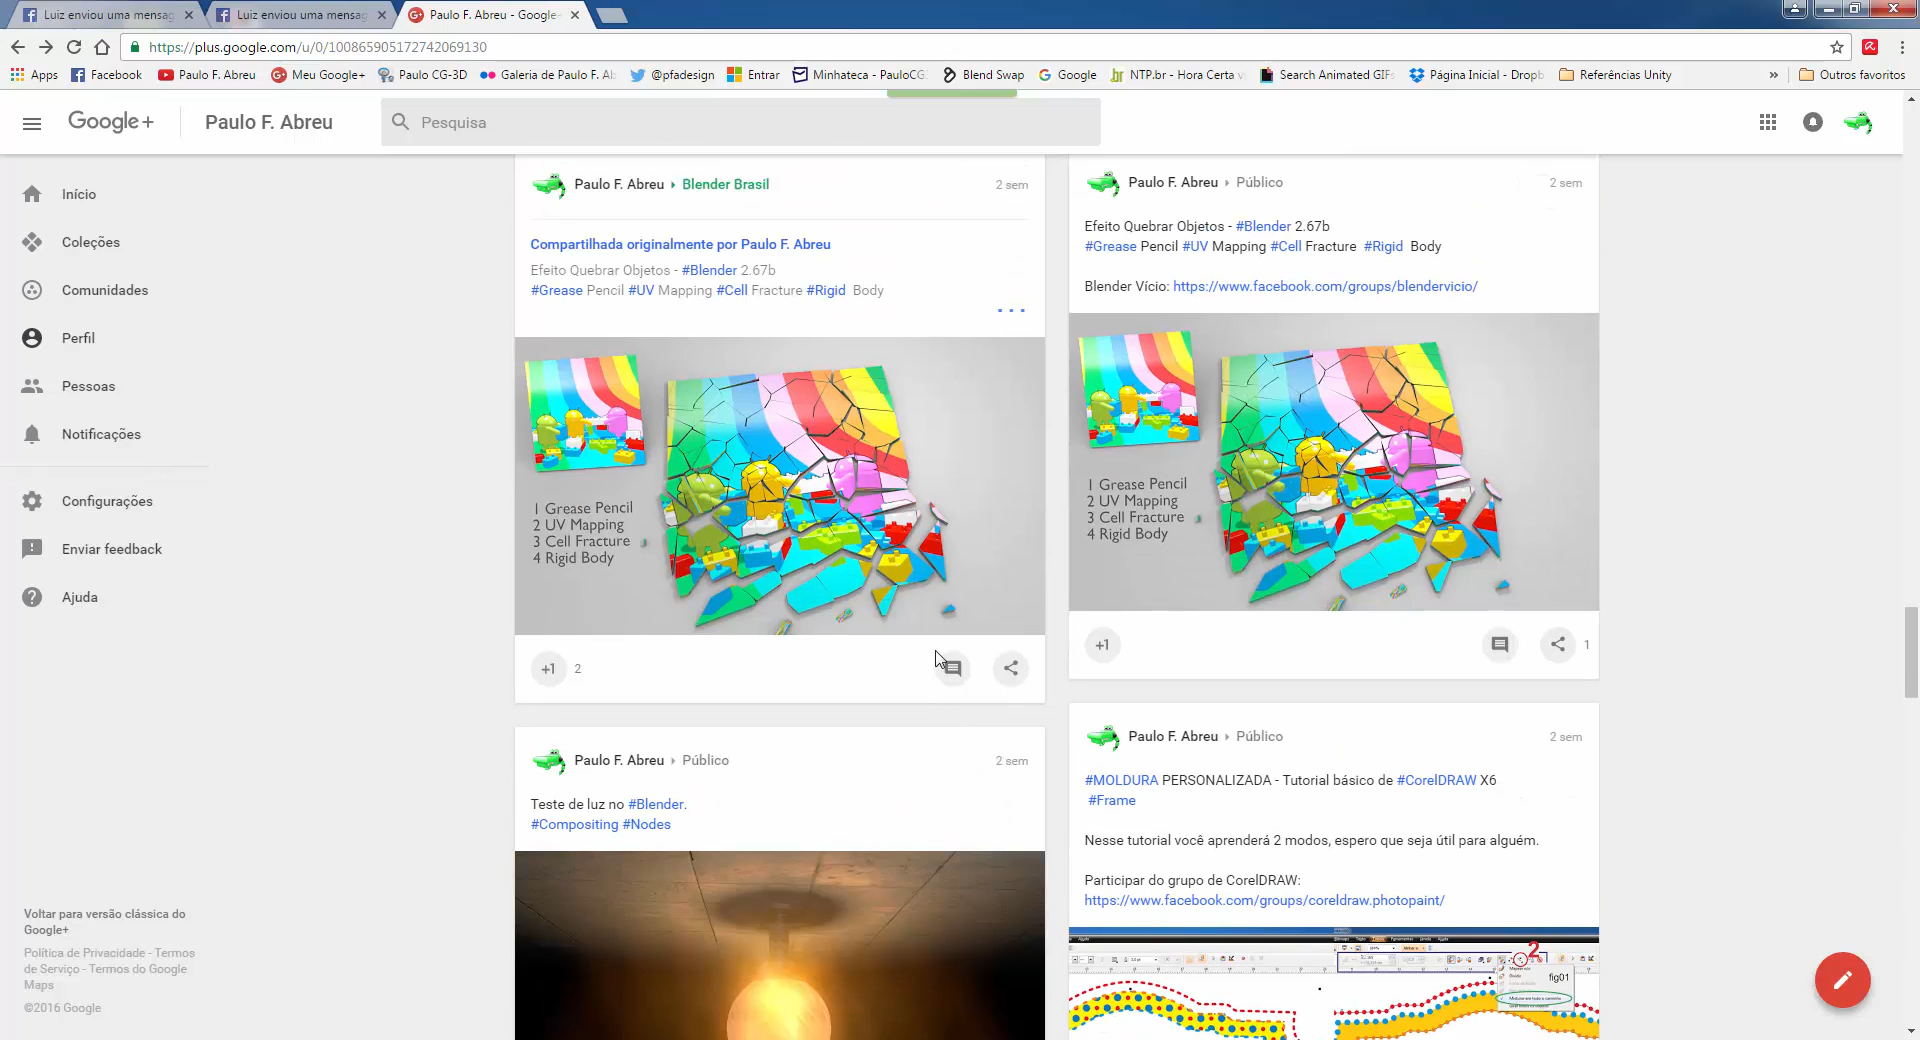 Luiz enviou uma mensag
Luiz enviou uma mensag
Paulo F. Abreu - Google+
https://plus.google.com/u/0/100865905172742069130
Apps
Facebook
Paulo F. Abreu
Meu Google+
Paulo CG-3D
Galeria de Paulo F. Ab
@pfadesign
Entrar
Minhateca - PauloCG
Blend Swap
Google
NTP.br - Hora Certa v
Search Animated GIFs
Página Inicial - Dropb
Referências Unity
»
Outros favoritos
Google+
Paulo F. Abreu
Pesquisa
Início
Coleções
Comunidades
Perfil
Pessoas
Notificações
Configurações
Enviar feedback
Ajuda
Voltar para versão clássica do
Google+
Política de Privacidade - Termos
de Serviço - Termos do Google
Maps
©2016 Google
Paulo F. Abreu Blender Brasil 2 sem
Compartilhada originalmente por Paulo F. Abreu
Efeito Quebrar Objetos - #Blender 2.67b
#Grease Pencil #UV Mapping #Cell Fracture #Rigid Body
...
1 Grease Pencil
2 UV Mapping
3 Cell Fracture
4 Rigid Body
+1 2
Paulo F. Abreu Público 2 sem
Teste de luz no #Blender.
#Compositing #Nodes
Paulo F. Abreu Público 2 sem
Efeito Quebrar Objetos - #Blender 2.67b
#Grease Pencil #UV Mapping #Cell Fracture #Rigid Body
Blender Vício: https://www.facebook.com/groups/blendervicio/
1 Grease Pencil
2 UV Mapping
3 Cell Fracture
4 Rigid Body
+1 1
Paulo F. Abreu Público 2 sem
#MOLDURA PERSONALIZADA - Tutorial básico de #CorelDRAW X6
#Frame
Nesse tutorial você aprenderá 2 modos, espero que seja útil para alguém.
Participar do grupo de CorelDRAW:
https://www.facebook.com/groups/coreldraw.photopaint/
2
fig01